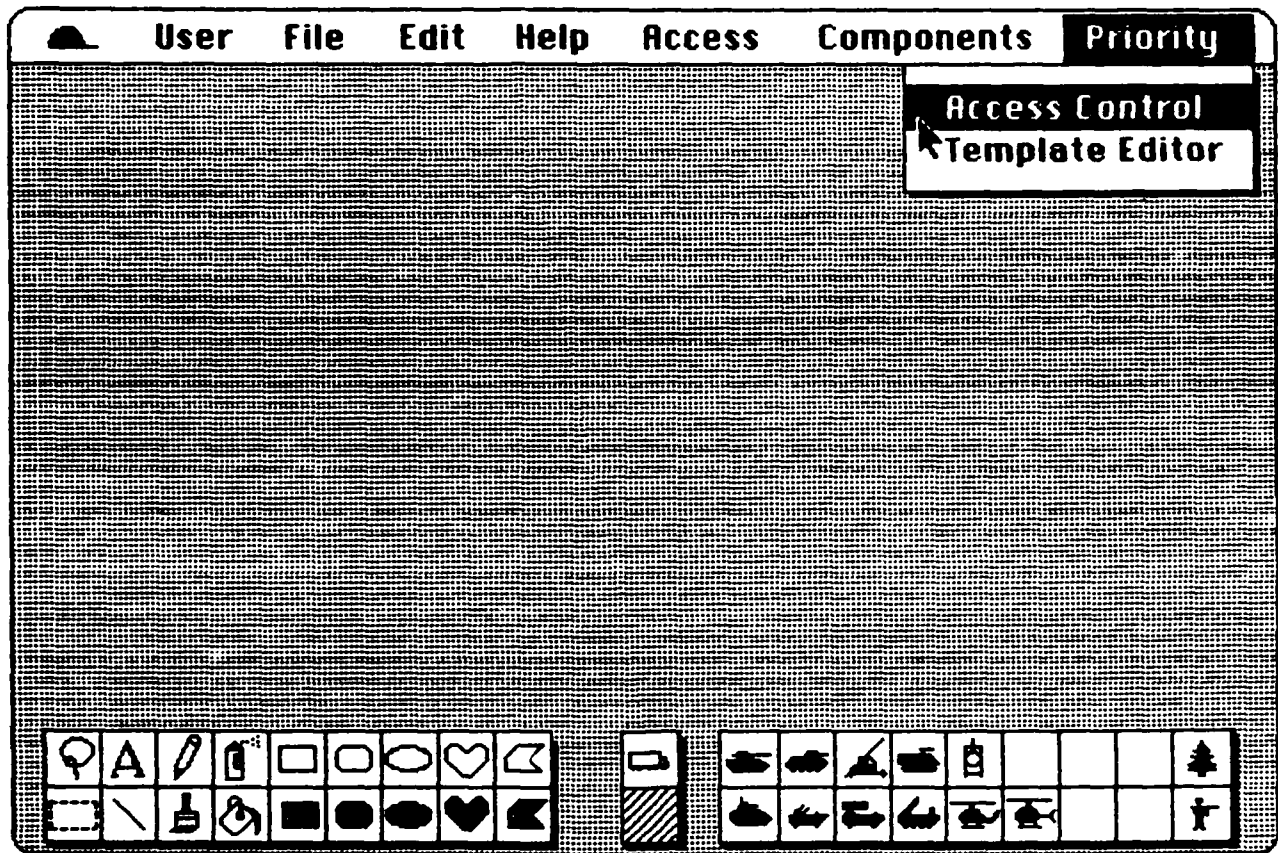 User File Edit Help Access Components Priority
Access Control
Template Editor
A